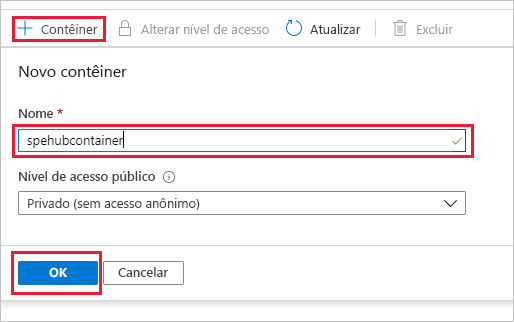 Contêiner Alterar nível de acesso Atualizar Excluir
Novo contêiner
Nome *
spehubcontainer
Nível de acesso público
Privado (sem acesso anônimo)
OK Cancelar